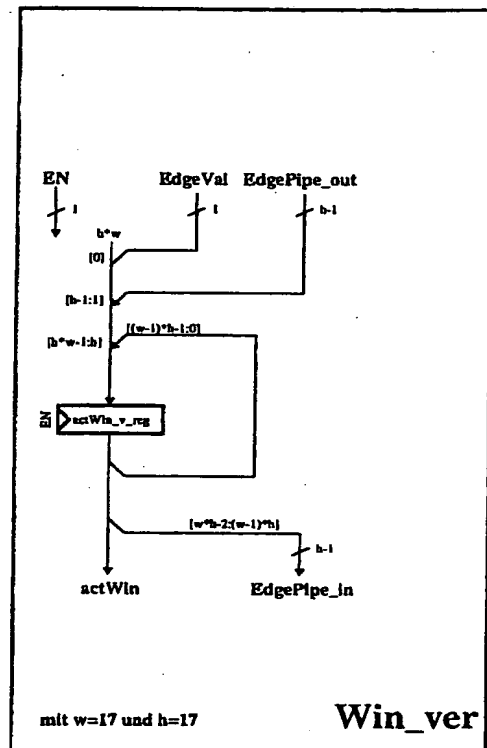 EN EdgeVal EdgePipe_out
1 1 h-1
h*w
[0]
[h-1:1]
[(w-1)*h-1:0]
[h*w-1:h]
EN actWin_v_reg
[w*h-2:(w-1)*h]
h-1
actWin EdgePipe_in
mit w=17 und h=17 Win_ver